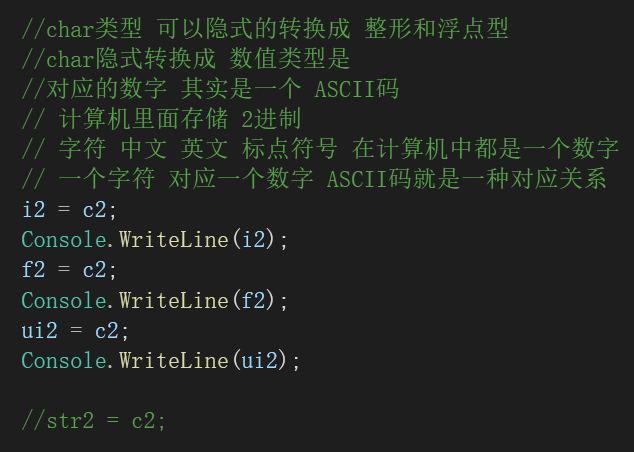 //char类型 可以隐式的转换成 整形和浮点型
//char隐式转换成 数值类型是
//对应的数字 其实是一个 ASCII码
// 计算机里面存储 2进制
// 字符 中文 英文 标点符号 在计算机中都是一个数字
// 一个字符 对应一个数字 ASCII码就是一种对应关系
i2 = c2;
Console.WriteLine(i2);
f2 = c2;
Console.WriteLine(f2);
ui2 = c2;
Console.WriteLine(ui2);
//str2 = c2;